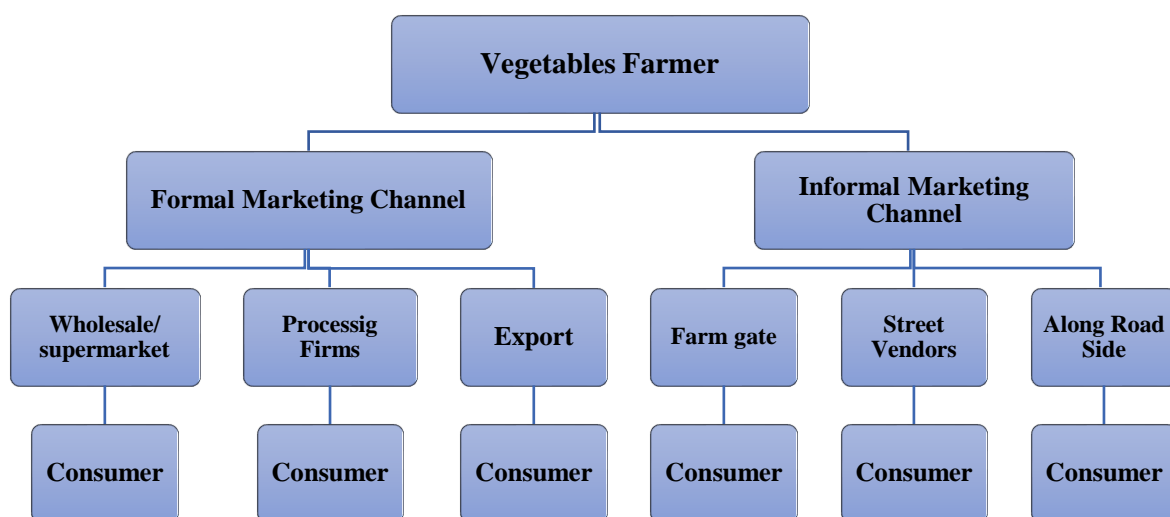 Vegetables Farmer
Formal Marketing Channel
Informal Marketing
Channel
Wholesale/
supermarket
Processig
Firms
Export
Farm gate
Street
Vendors
Along Road
Side
Consumer
Consumer
Consumer
Consumer
Consumer
Consumer